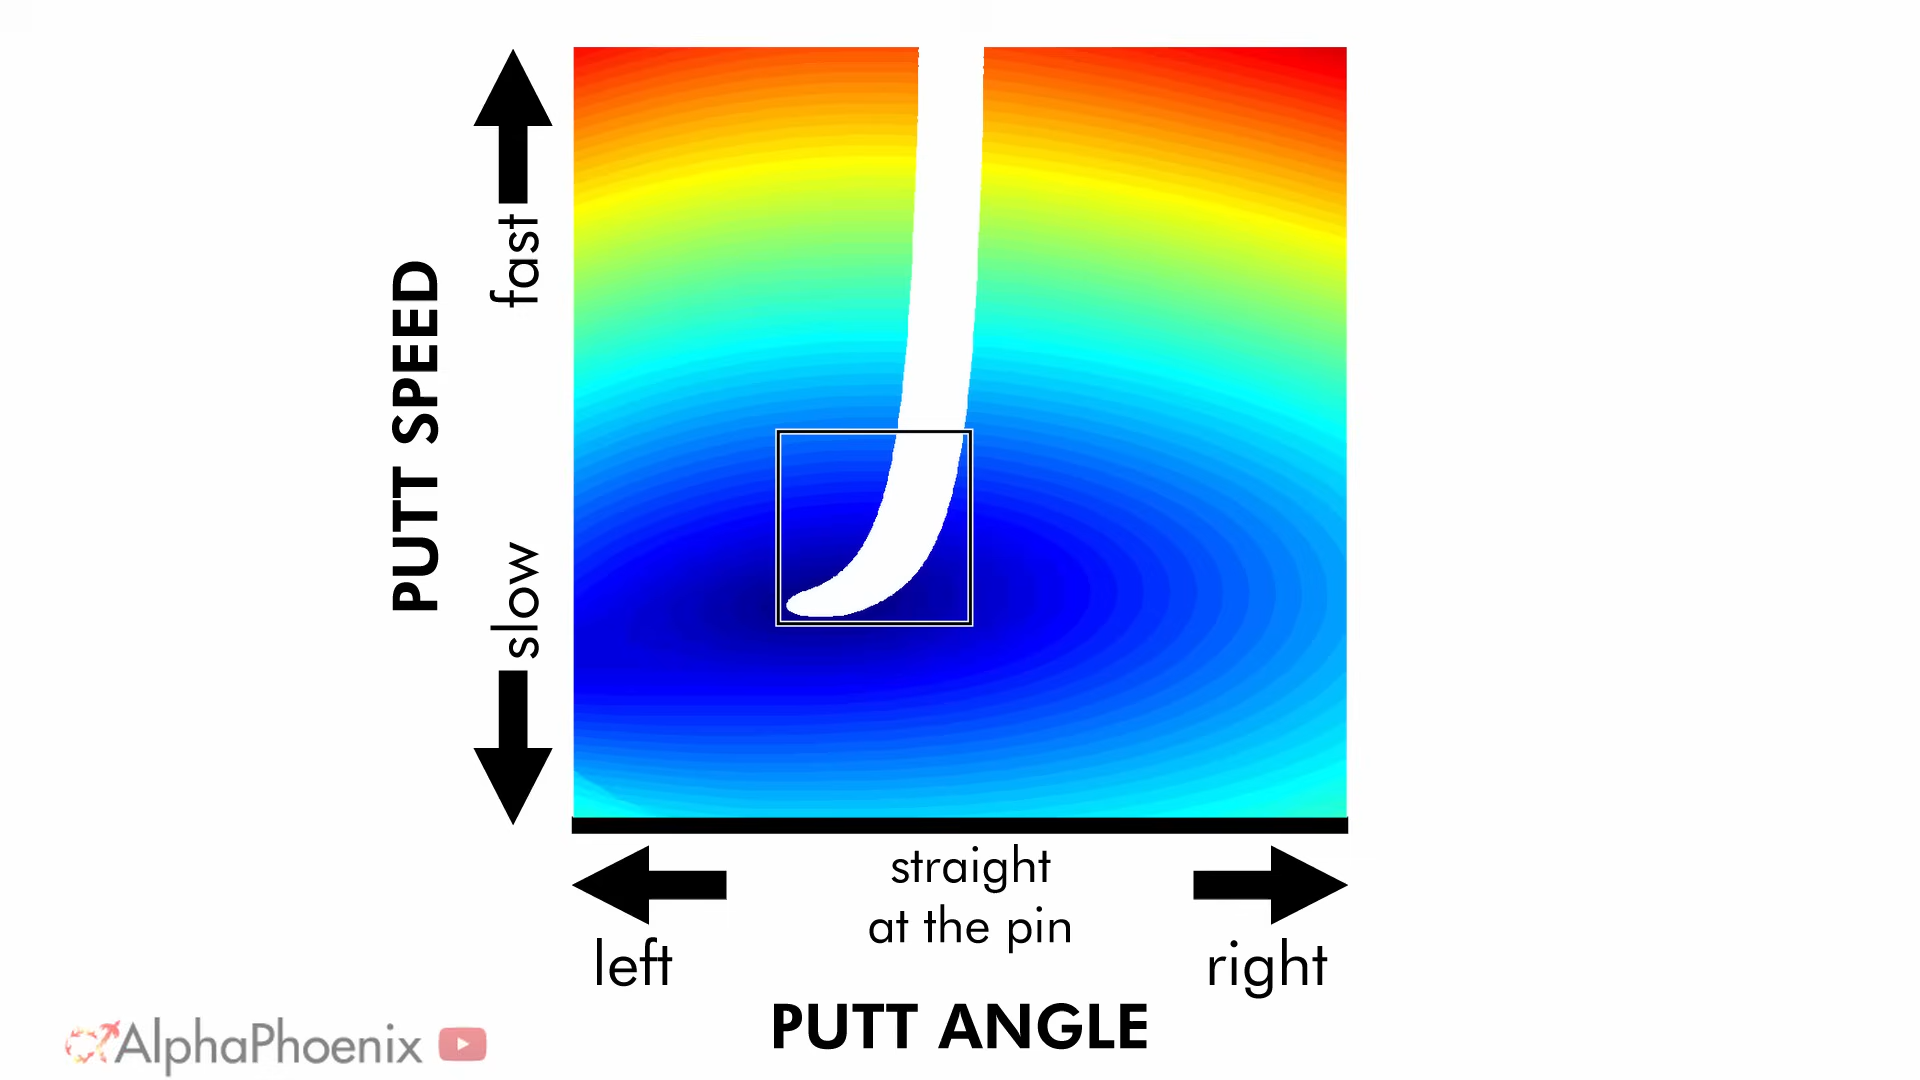 PUTT SPEED
fast
slow
straight
at the pin
left
right
PUTT ANGLE
AlphaPhoenix